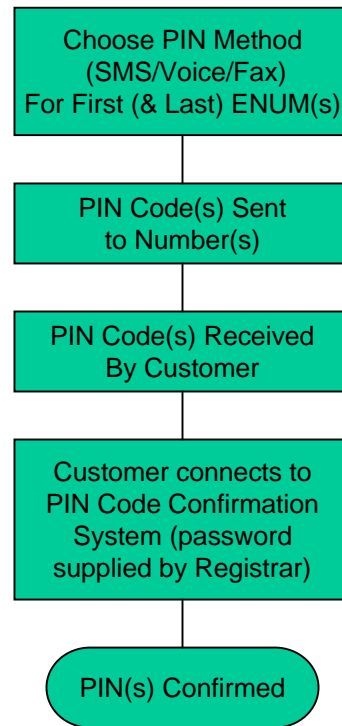 Choose PIN Method
(SMS/Voice/Fax)
For First (& Last) ENUM(s)
PIN Code(s) Sent
to Number(s)
PIN Code(s) Received
By Customer
Customer connects to
PIN Code Confirmation
System (password
supplied by Registrar)
PIN(s) Confirmed